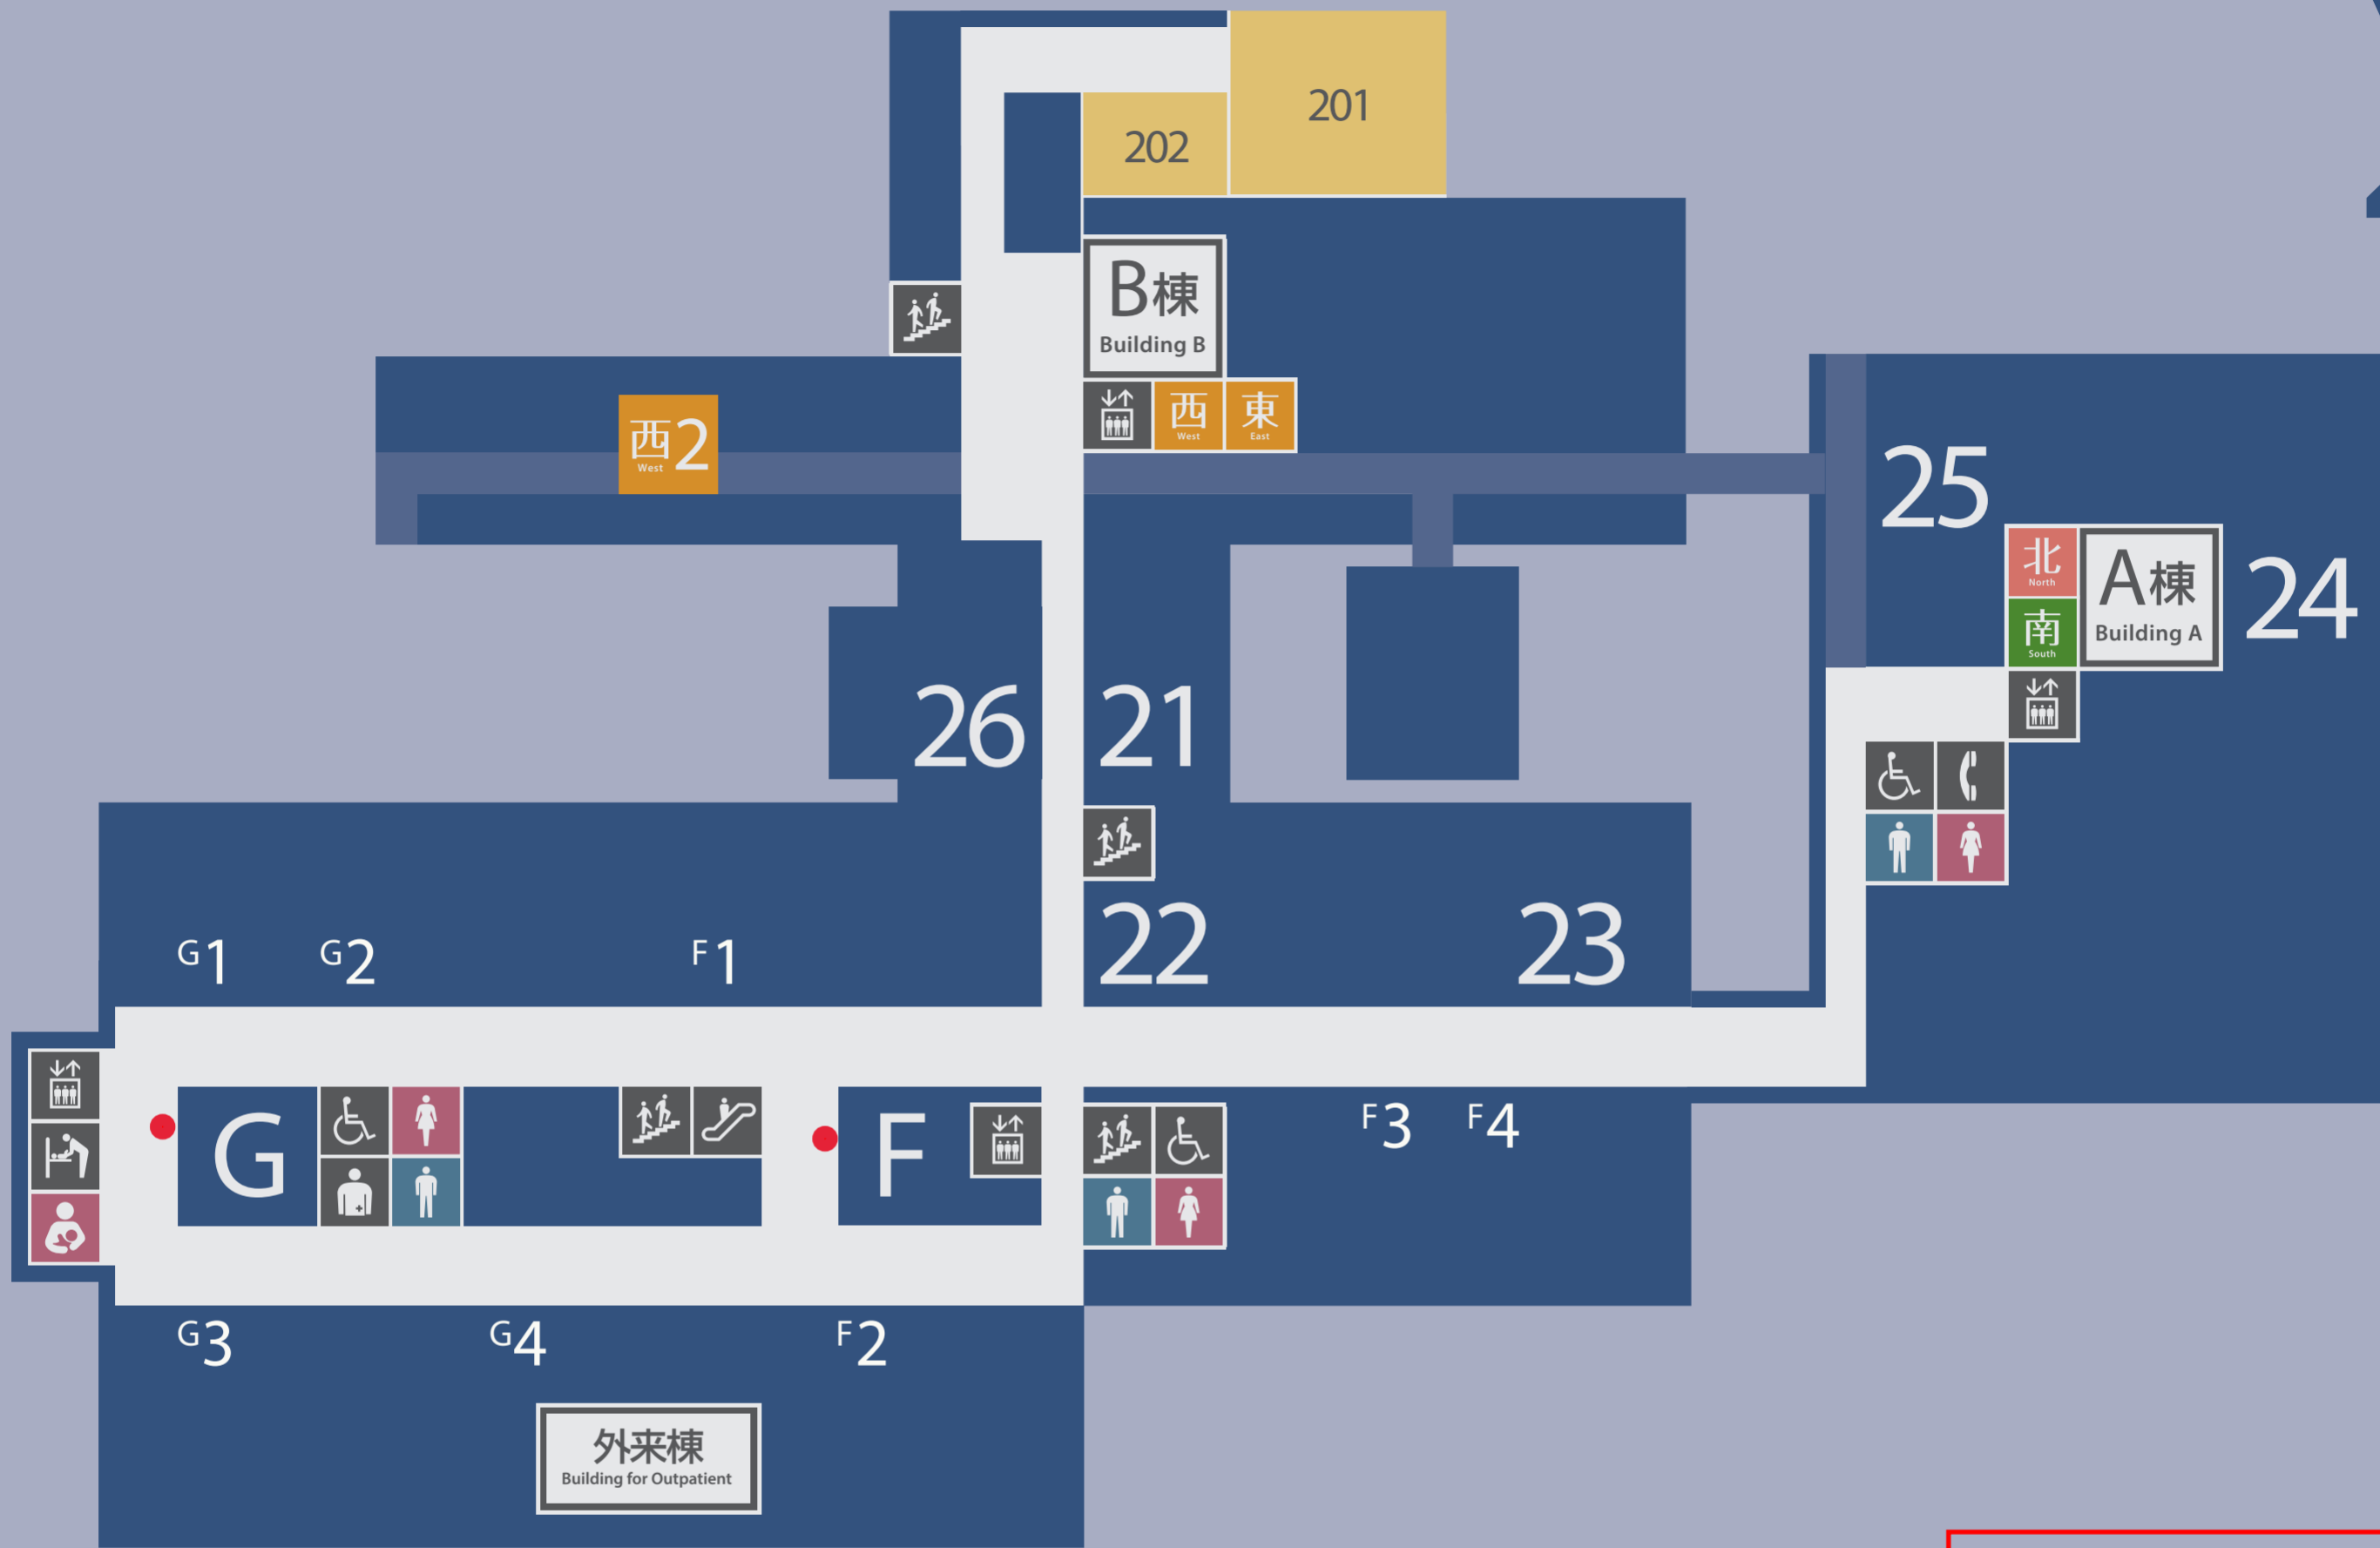 201
202
B棟
Building B
西
West
東
East
西2
West
25
北
North
南
South
A棟
Building A
24
26
21
22
23
G1
G2
F1
G
F
F3
F4
G3
G4
F2
外来棟
Building for Outpatient